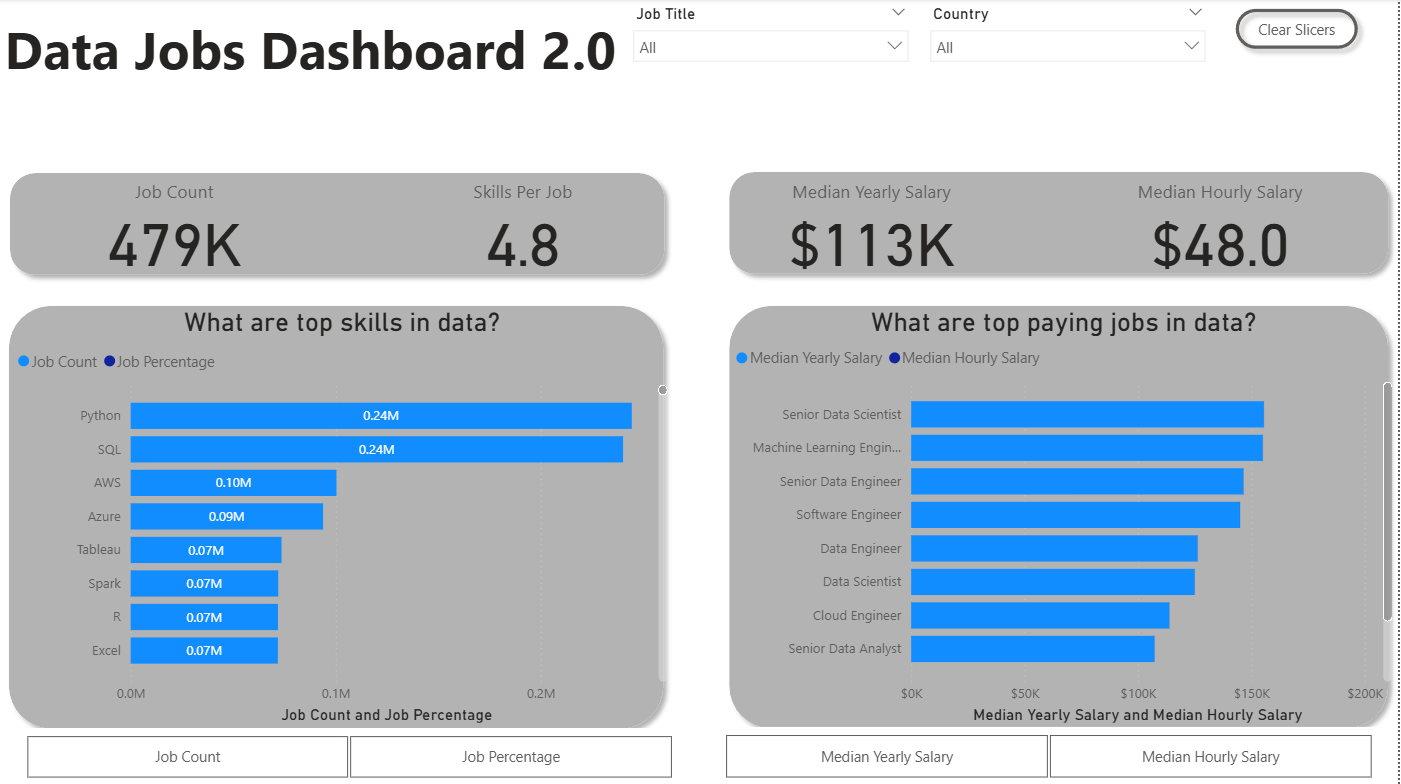 Data Jobs Dashboard 2.0
Job Title
All
Country
All
Clear Slicers
Job Count
479K
Skills Per Job
4.8
Median Yearly Salary
$113K
Median Hourly Salary
$48.0
What are top skills in data?
Job Count Job Percentage
Python 0.24M
SQL 0.24M
AWS 0.10M
Azure 0.09M
Tableau 0.07M
Spark 0.07M
R 0.07M
Excel 0.07M
0.0M 0.1M 0.2M
Job Count and Job Percentage
Job Count
Job Percentage
What are top paying jobs in data?
Median Yearly Salary Median Hourly Salary
Senior Data Scientist
Machine Learning Engin...
Senior Data Engineer
Software Engineer
Data Engineer
Data Scientist
Cloud Engineer
Senior Data Analyst
$0K $50K $100K $150K $200K
Median Yearly Salary and Median Hourly Salary
Median Yearly Salary
Median Hourly Salary